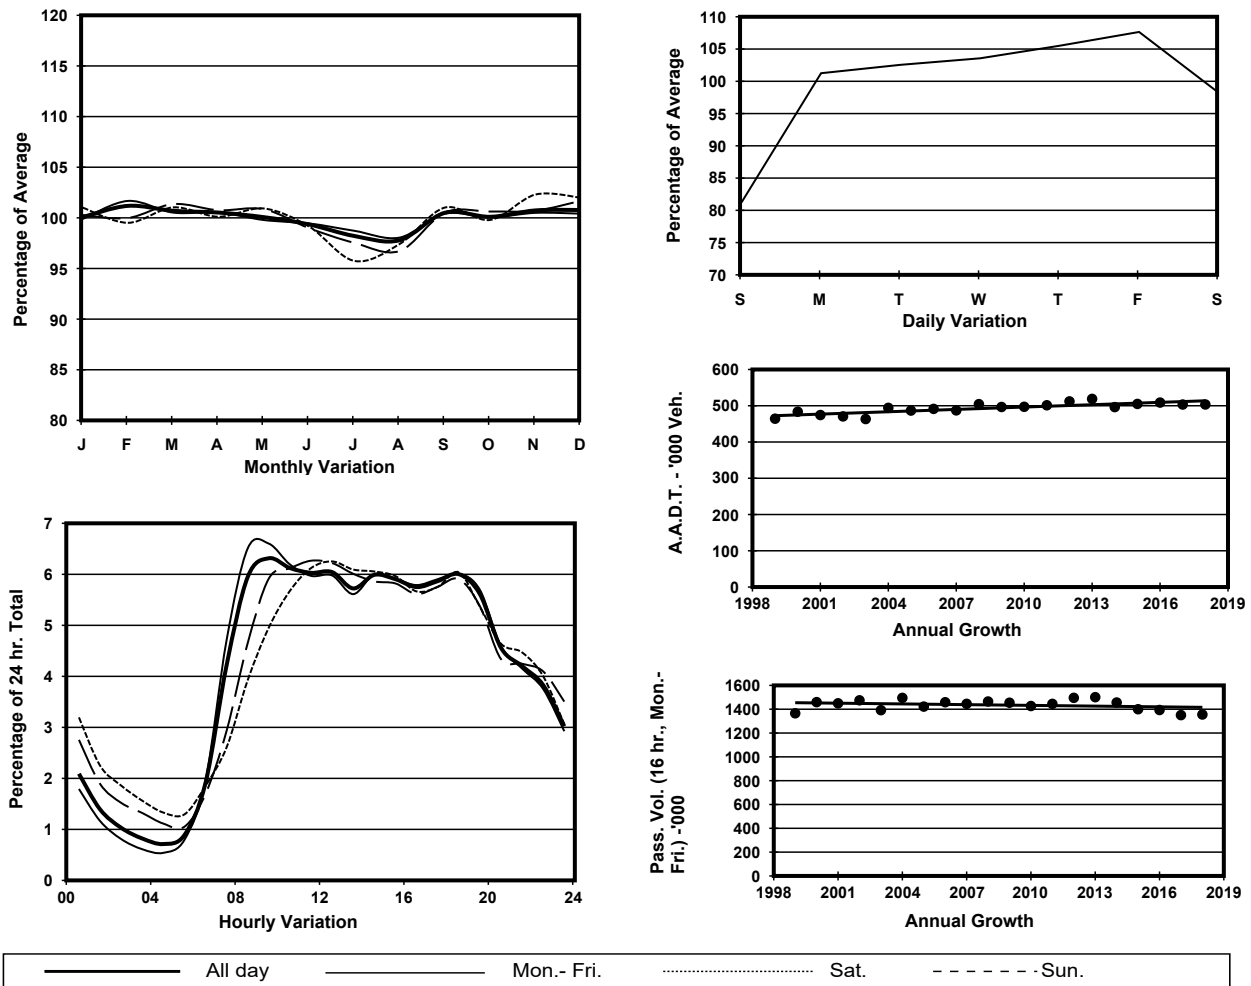 120
115
110
105
100
95
90
85
80
Percentage of Average
J F M A M J J A S O N D
Monthly Variation
110
105
100
95
90
85
80
75
70
Percentage of Average
S M T W T F S
Daily Variation
600
500
400
300
200
100
0
A.A.D.T. - '000 Veh.
1998 2001 2004 2007 2010 2013 2016 2019
Annual Growth
7
6
5
4
3
2
1
0
Percentage of 24 hr. Total
00 04 08 12 16 20 24
Hourly Variation
1600
1400
1200
1000
800
600
400
200
0
Pass. Vol. (16 hr., Mon.-
Fri.) -'000
1998 2001 2004 2007 2010 2013 2016 2019
Annual Growth
All day Mon.- Fri. Sat. Sun.